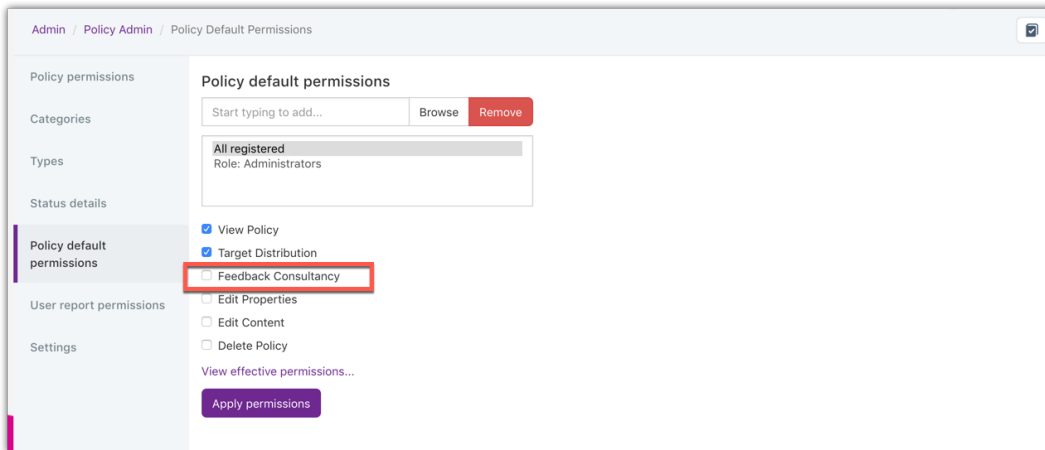 Admin / Policy Admin / Policy Default Permissions
Policy permissions
Categories
Types
Status details
Policy default
permissions
User report permissions
Settings
Policy default permissions
Start typing to add... Browse Remove
All registered
Role: Administrators
View Policy
Target Distribution
Feedback Consultancy
Edit Properties
Edit Content
Delete Policy
View effective permissions...
Apply permissions